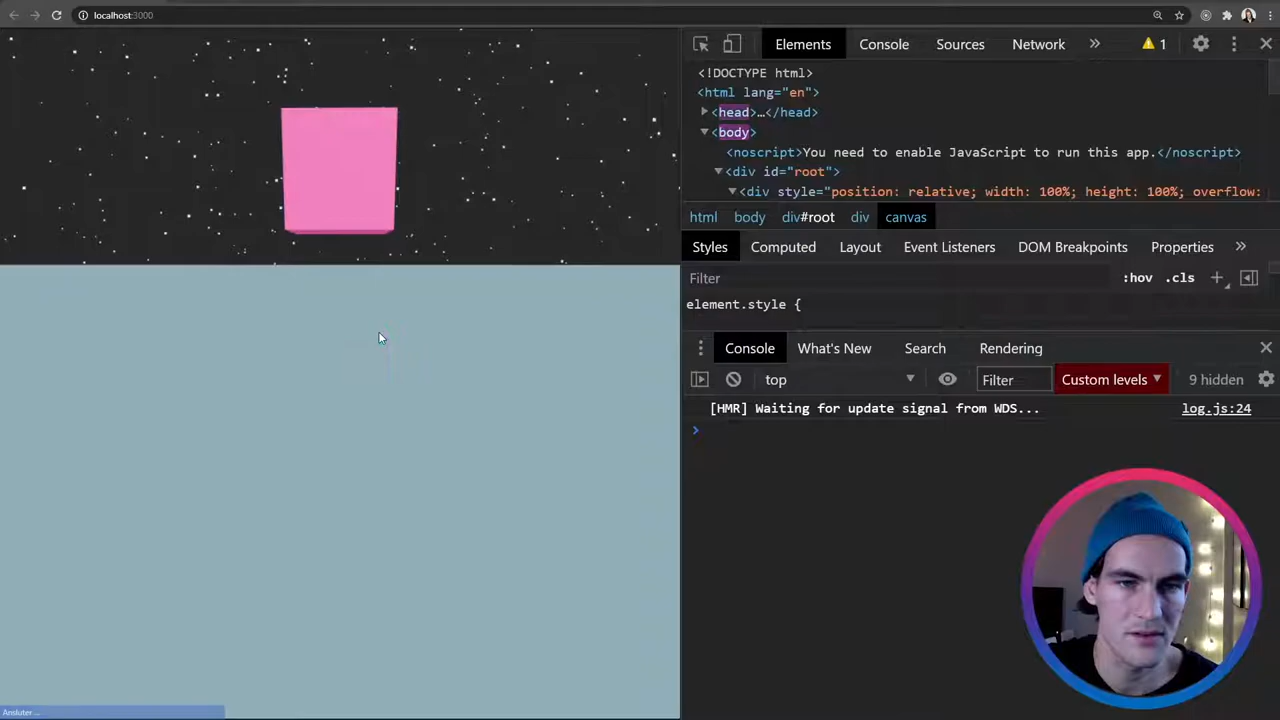 localhost:3000
Elements Console Sources Network » 1
<!DOCTYPE html>
<html lang="en">
<head>…</head>
<body>
<noscript>You need to enable JavaScript to run this app.</noscript>
<div id="root">
<div style="position: relative; width: 100%; height: 100%; overflow:
html body div#root div canvas
Styles Computed Layout Event Listeners DOM Breakpoints Properties »
Filter :hov .cls +
element.style {
Console What's New Search Rendering
top Filter Custom levels 9 hidden
[HMR] Waiting for update signal from WDS... log.js:24
>
Ansluter ...